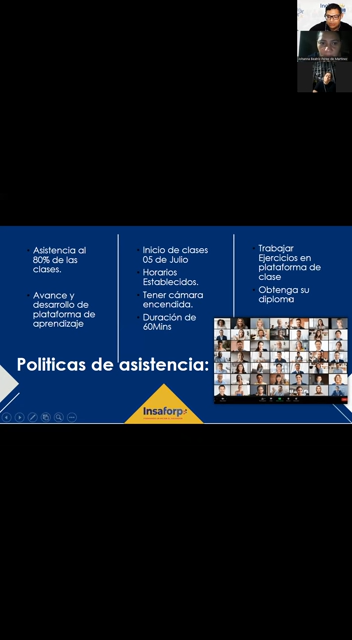 Insaforp
Asistencia al
80% de las
clases.
Avance y
desarrollo de
plataforma de
aprendizaje
Inicio de clases
05 de Julio
Horarios
Establecidos.
Tener cámara
encendida.
Duración de
60Mins
Trabajar
Ejercicios en
plataforma de
clase
Obtenga su
diploma
Politicas de asistencia:
Insaforp